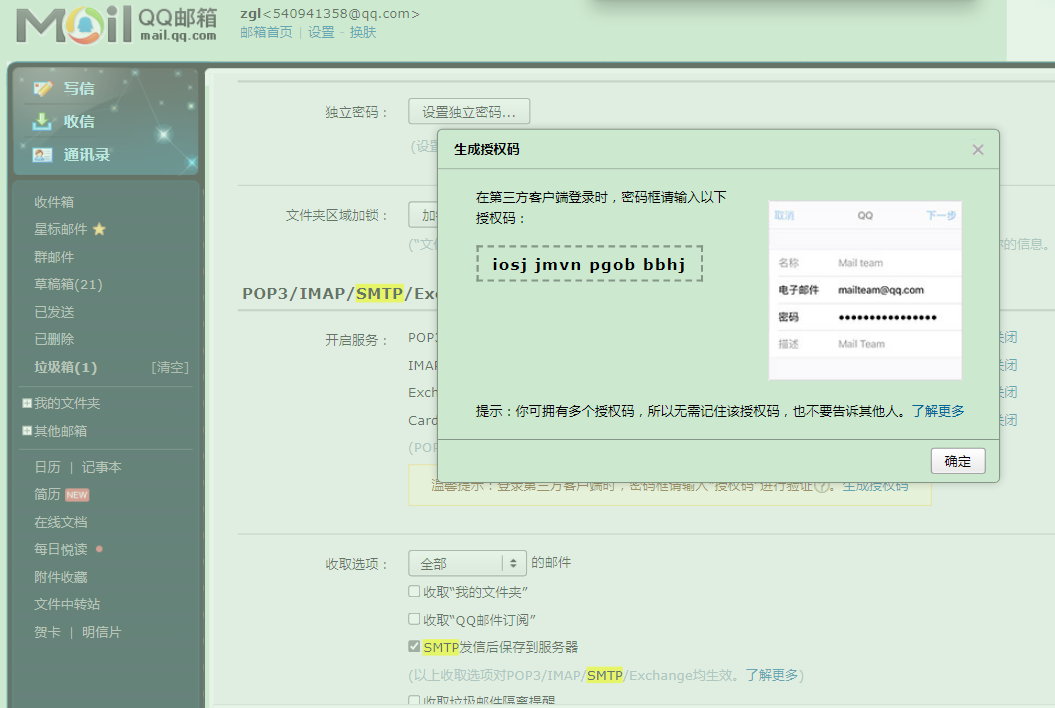 Mail QQ邮箱
mail.qq.com
zgl<540941358@qq.com>
邮箱首页 | 设置 - 换肤
写信
收信
通讯录
收件箱
星标邮件
群邮件
草稿箱(21)
已发送
已删除
垃圾箱(1) [清空]
我的文件夹
其他邮箱
日历 | 记事本
简历 NEW
在线文档
每日悦读
附件收藏
文件中转站
贺卡 | 明信片
独立密码： 设置独立密码...
(设置
文件夹区域加锁： 加
("文件 的信息。
POP3/IMAP/SMTP/Exc
开启服务： POP3 关闭
IMAP 关闭
Exch 关闭
Card 关闭
(POP
温馨提示：登录第三方客户端时，密码框请输入“授权码”进行验证?。生成授权码
收取选项： 全部 的邮件
收取“我的文件夹”
收取“QQ邮件订阅”
SMTP发信后保存到服务器
(以上收取选项对POP3/IMAP/SMTP/Exchange均生效。了解更多)
收取垃圾邮件隔离提醒
生成授权码 ×
在第三方客户端登录时，密码框请输入以下
授权码：
iosj jmvn pgob bbhj
取消 QQ 下一步
名称 Mail team
电子邮件 mailteam@qq.com
密码 ●●●●●●●●●●●●●●●●
描述 Mail Team
提示：你可拥有多个授权码，所以无需记住该授权码，也不要告诉其他人。了解更多
确定